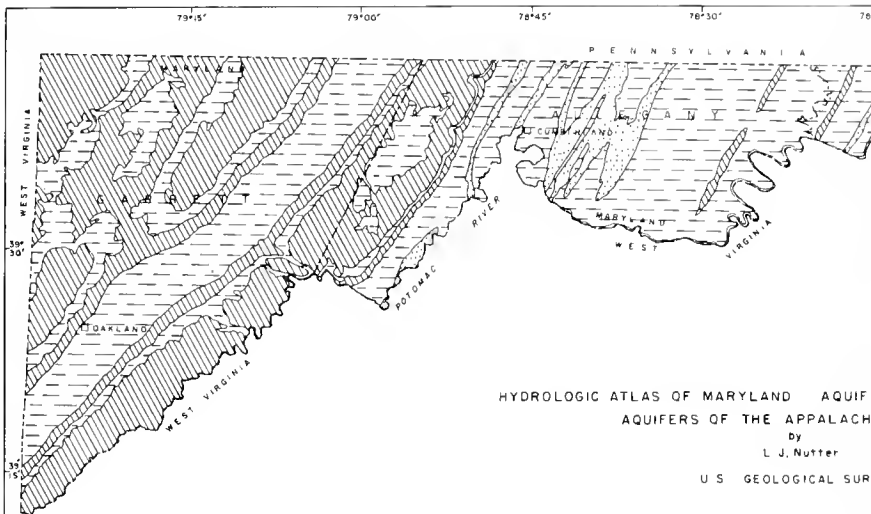 79° 15' 79° 00' 78° 45' 78° 30' 78°
PENNSYLVANIA
MARYLAND
ALLEGANY
CUMBERLAND
WEST VIRGINIA
GARRETT
MARYLAND
WEST VIRGINIA
POTOMAC RIVER
39° 30'
OAKLAND
WEST VIRGINIA
HYDROLOGIC ATLAS OF MARYLAND AQUIF
AQUIFERS OF THE APPALACH
by
L J. Nutter
U S GEOLOGICAL SUR
39° 15'